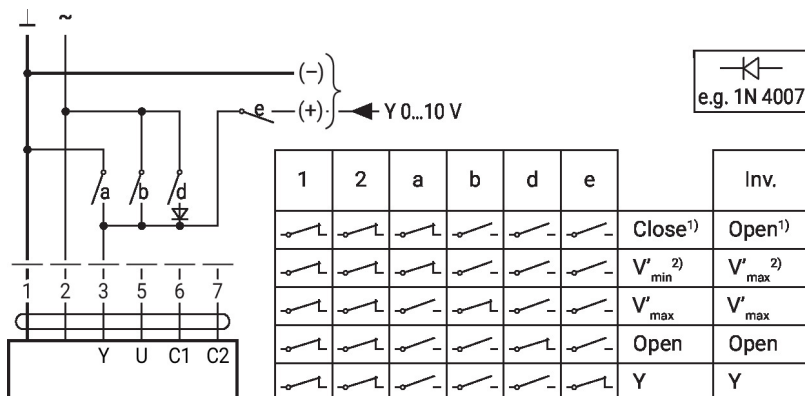 ⊥ ~
(–)
e (+) Y 0...10 V
e.g. 1N 4007
a b d
1 2 3 5 6 7
Y U C1 C2
1 2 a b d e Inv.
Close¹⁾ Open¹⁾
V'min²⁾ V'max²⁾
V'max V'max
Open Open
Y Y